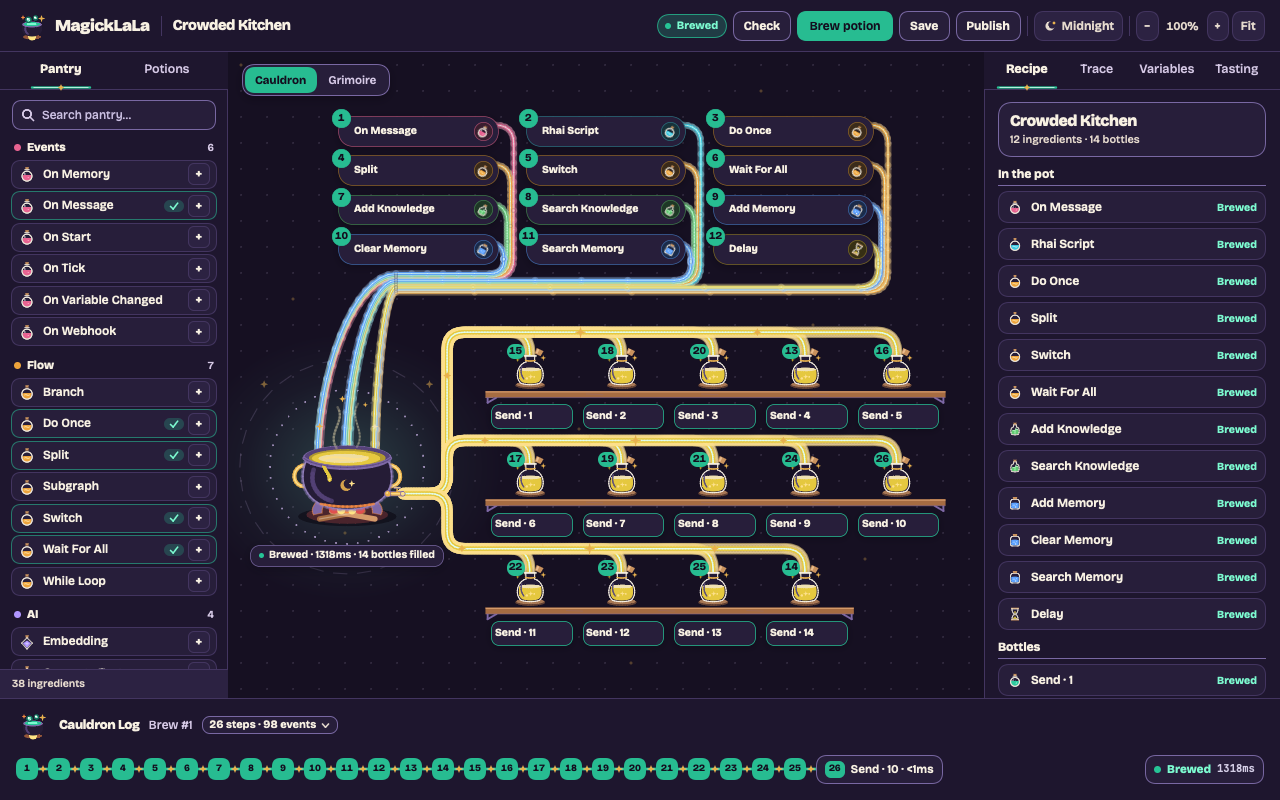 MagickLaLa
Crowded Kitchen
Brewed
Check
Brew potion
Save
Publish
Midnight
−
100%
+
Fit
Pantry
Potions
Search pantry...
Events 6
On Memory +
On Message +
On Start +
On Tick +
On Variable Changed +
On Webhook +
Flow 7
Branch +
Do Once +
Split +
Subgraph +
Switch +
Wait For All +
While Loop +
AI 4
Embedding +
38 ingredients
Cauldron
Grimoire
1 On Message
2 Rhai Script
3 Do Once
4 Split
5 Switch
6 Wait For All
7 Add Knowledge
8 Search Knowledge
9 Add Memory
10 Clear Memory
11 Search Memory
12 Delay
15 18 20 13 16
Send · 1
Send · 2
Send · 3
Send · 4
Send · 5
17 19 21 24 26
Send · 6
Send · 7
Send · 8
Send · 9
Send · 10
22 23 25 14
Send · 11
Send · 12
Send · 13
Send · 14
Brewed · 1318ms · 14 bottles filled
Recipe
Trace
Variables
Tasting
Crowded Kitchen
12 ingredients · 14 bottles
In the pot
On Message Brewed
Rhai Script Brewed
Do Once Brewed
Split Brewed
Switch Brewed
Wait For All Brewed
Add Knowledge Brewed
Search Knowledge Brewed
Add Memory Brewed
Clear Memory Brewed
Search Memory Brewed
Delay Brewed
Bottles
Send · 1 Brewed
Cauldron Log
Brew #1
26 steps · 98 events
1 2 3 4 5 6 7 8 9 10 11 12 13 14 15 16 17 18 19 20 21 22 23 24 25 26 Send · 10 · <1ms
Brewed 1318ms